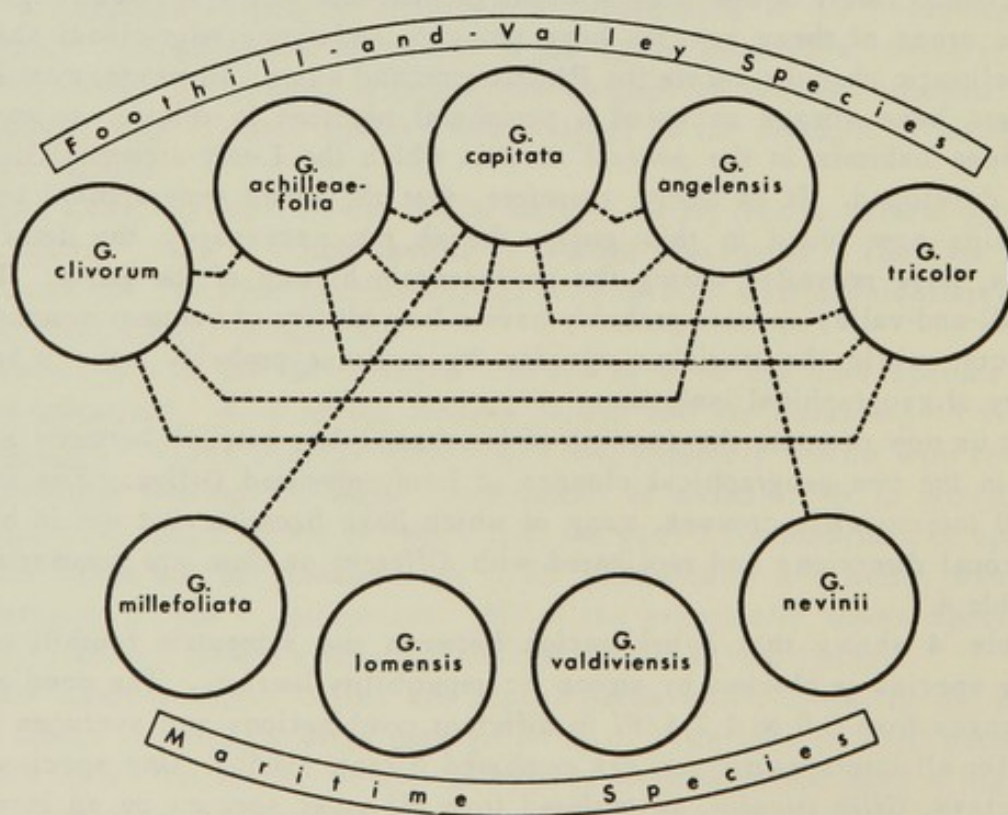 Foothill-and-Valley Species
G.
capitata
G.
achilleae-
folia
G.
angelensis
G.
clivorum
G.
tricolor
G.
millefoliata
G.
lomensis
G.
valdiviensis
G.
nevinii
Maritime Species